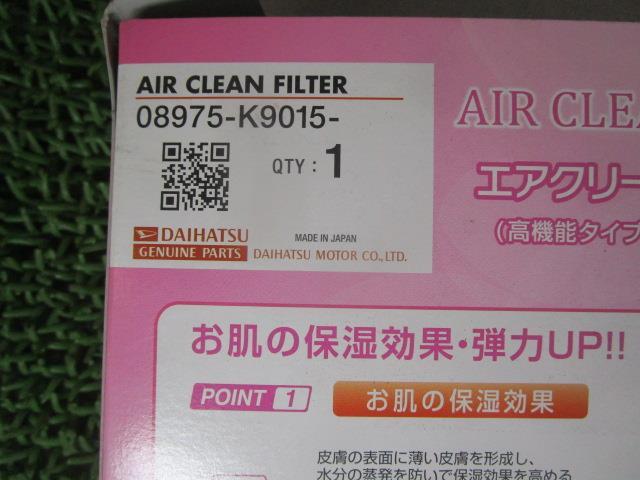 AIR CLEAN FILTER
08975-K9015-
QTY : 1
DAIHATSU
GENUINE PARTS
MADE IN JAPAN
DAIHATSU MOTOR CO.,LTD.
AIR CLEA
エアクリー
(高機能タイプ
お肌の保湿効果・弾力UP!!
POINT 1
お肌の保湿効果
皮膚の表面に薄い皮膚を形成し、
水分の蒸発を防いで保湿効果を高める